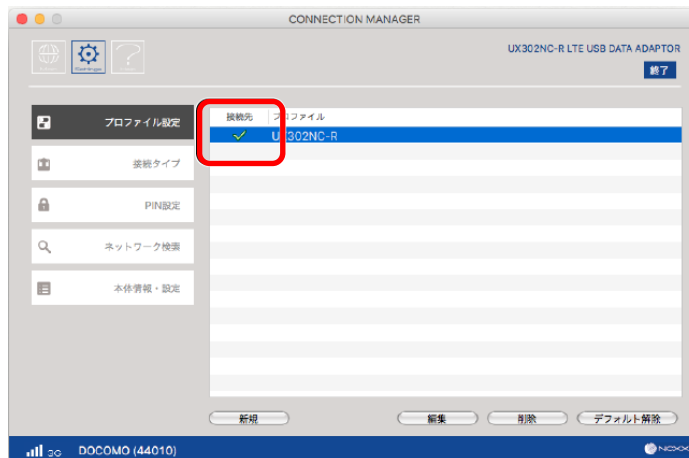 CONNECTION MANAGER
UX302NC-R LTE USB DATA ADAPTOR
終了
プロファイル設定
接続先
プロファイル
UX302NC-R
接続タイプ
PIN設定
ネットワーク検索
本体情報・設定
新規
編集
削除
デフォルト解除
3G
DOCOMO (44010)